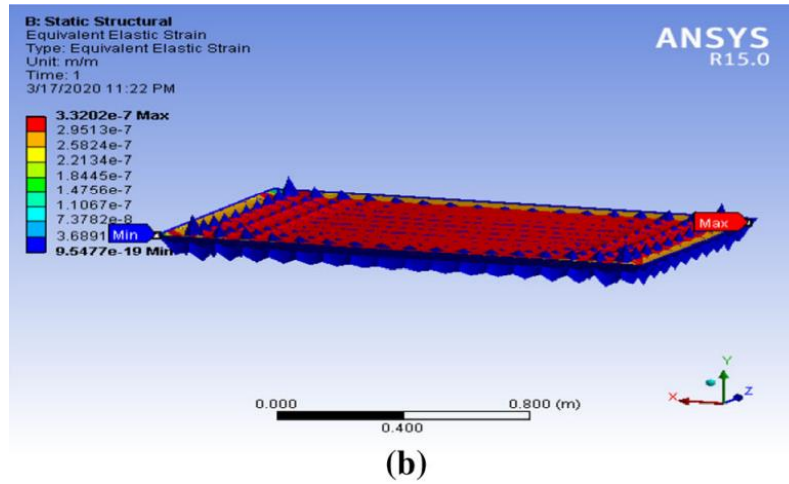 B: Static Structural
Equivalent Elastic Strain
Type: Equivalent Elastic Strain
Unit: m/m
Time: 1
3/17/2020 11:22 PM
ANSYS
R15.0
3.3202e-7 Max
2.9513e-7
2.5824e-7
2.2134e-7
1.8445e-7
1.4756e-7
1.1067e-7
7.3782e-8
3.6891
9.5477e-19 Min
Min
Max
Y
X
Z
0.000
0.800 (m)
0.400
(b)